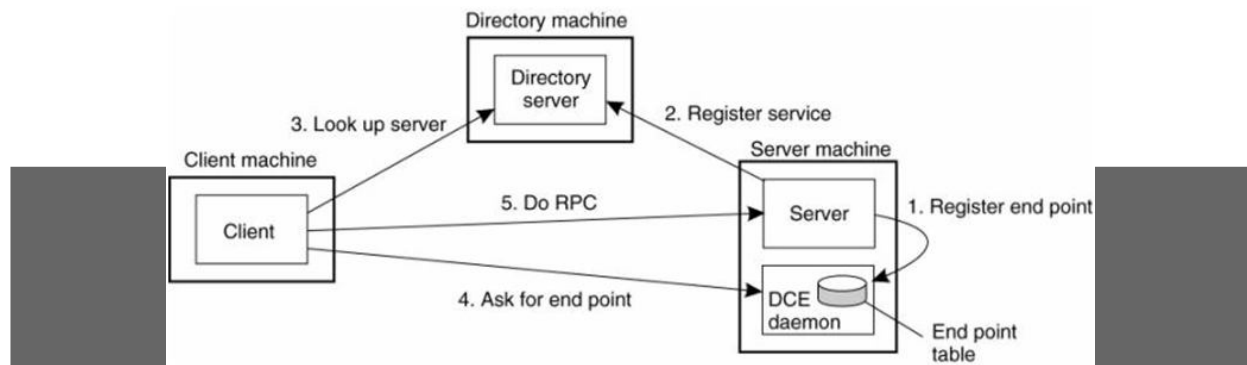 Directory machine
Directory
server
2. Register service
3. Look up server
Client machine
Server machine
5. Do RPC
Server
1. Register end point
Client
4. Ask for end point
DCE
daemon
End point
table